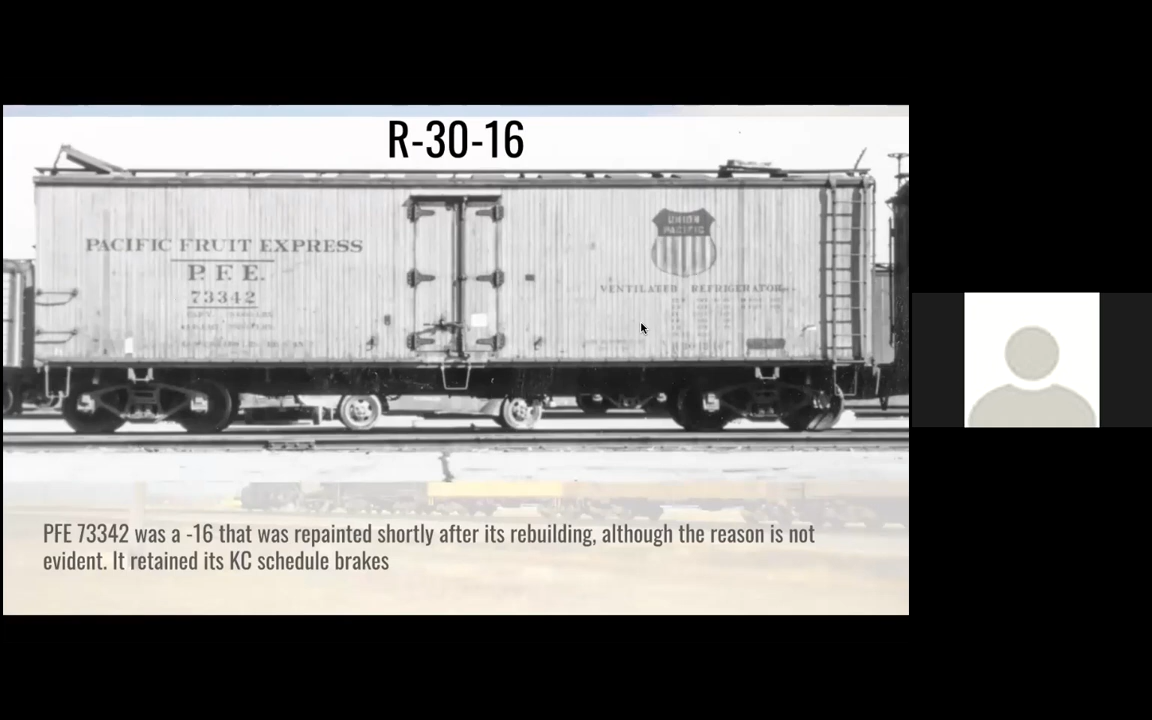 R-30-16
UNION
PACIFIC
PACIFIC FRUIT EXPRESS
P. F. E.
73342
VENTILATED REFRIGERATOR
PFE 73342 was a -16 that was repainted shortly after its rebuilding, although the reason is not
evident. It retained its KC schedule brakes